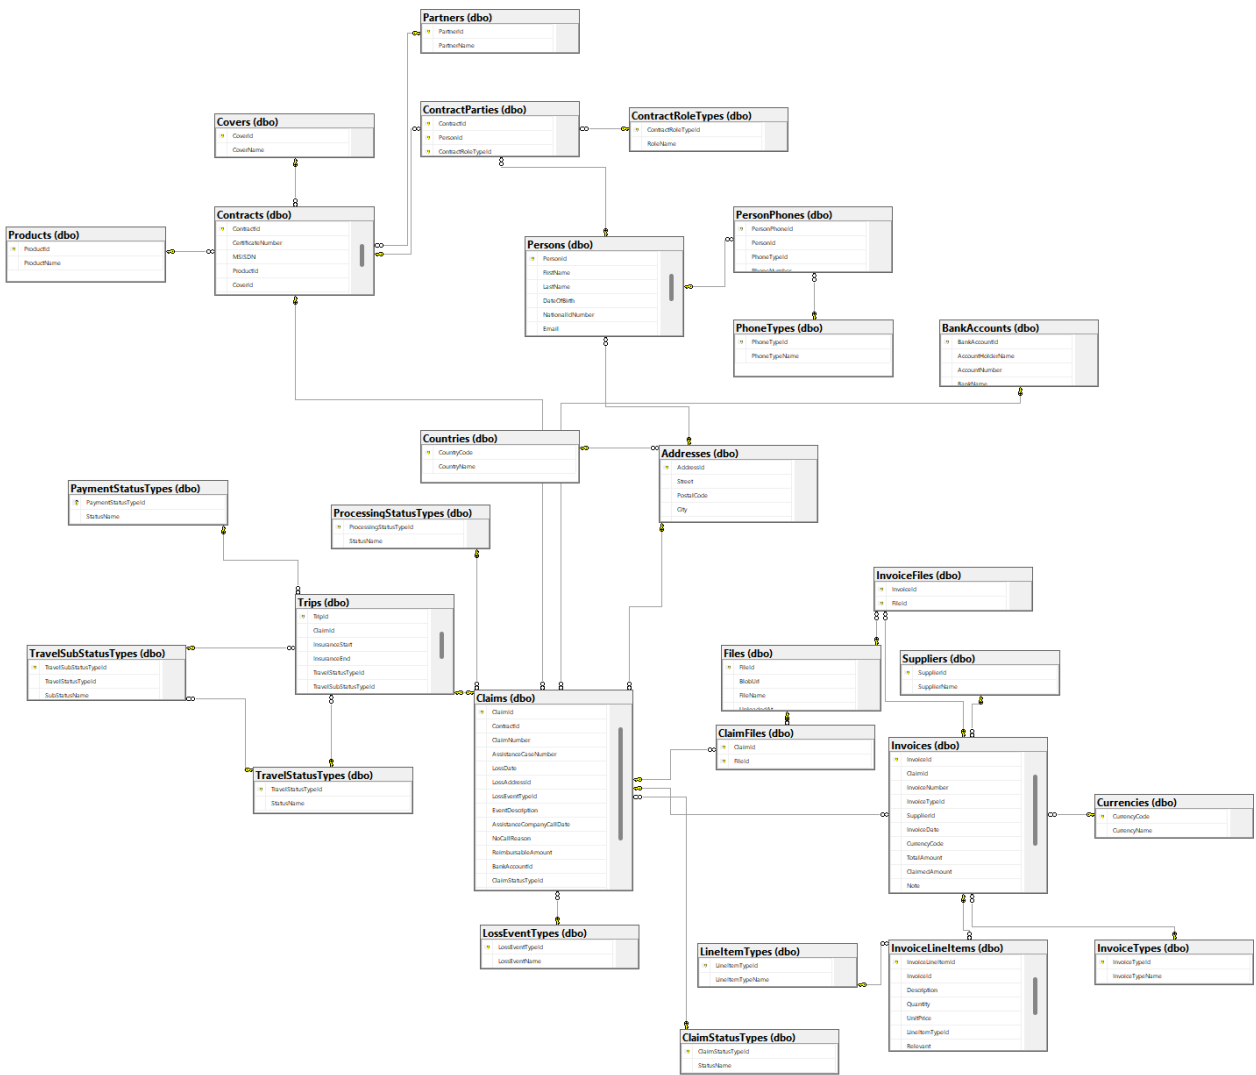 Partners (dbo)
PartnerId
PartnerName
ContractParties (dbo)
ContractId
PersonId
ContractRoleTypeId
ContractRoleTypes (dbo)
ContractRoleTypeId
RoleName
Covers (dbo)
CoverId
CoverName
Contracts (dbo)
ContractId
CertificateNumber
MSISDN
ProductId
CoverId
Products (dbo)
ProductId
ProductName
Persons (dbo)
PersonId
FirstName
LastName
DateOfBirth
NationalIdNumber
Email
PersonPhones (dbo)
PersonPhoneId
PersonId
PhoneTypeId
PhoneNumber
PhoneTypes (dbo)
PhoneTypeId
PhoneTypeName
BankAccounts (dbo)
BankAccountId
AccountHolderName
AccountNumber
BankName
Countries (dbo)
CountryCode
CountryName
Addresses (dbo)
AddressId
Street
PostalCode
City
PaymentStatusTypes (dbo)
PaymentStatusTypeId
StatusName
ProcessingStatusTypes (dbo)
ProcessingStatusTypeId
StatusName
Trips (dbo)
TripId
ClaimId
InsuranceStart
InsuranceEnd
TravelStatusTypeId
TravelSubStatusTypeId
TravelSubStatusTypes (dbo)
TravelSubStatusTypeId
TravelStatusTypeId
SubStatusName
TravelStatusTypes (dbo)
TravelStatusTypeId
StatusName
Claims (dbo)
ClaimId
ContractId
ClaimNumber
AssistanceCaseNumber
LossDate
LossAddressId
LossEventTypeId
EventDescription
AssistanceCompanyCallDate
NoCallReason
ReimbursableAmount
BankAccountId
ClaimStatusTypeId
LossEventTypes (dbo)
LossEventTypeId
LossEventName
InvoiceFiles (dbo)
InvoiceId
FileId
Files (dbo)
FileId
BlobUrl
FileName
UploadedAt
Suppliers (dbo)
SupplierId
SupplierName
ClaimFiles (dbo)
ClaimId
FileId
Invoices (dbo)
InvoiceId
ClaimId
InvoiceNumber
InvoiceTypeId
SupplierId
InvoiceDate
CurrencyCode
TotalAmount
ClaimedAmount
Note
Currencies (dbo)
CurrencyCode
CurrencyName
LineItemTypes (dbo)
LineItemTypeId
LineItemTypeName
InvoiceLineItems (dbo)
InvoiceLineItemId
InvoiceId
Description
Quantity
UnitPrice
LineItemTypeId
Relevant
InvoiceTypes (dbo)
InvoiceTypeId
InvoiceTypeName
ClaimStatusTypes (dbo)
ClaimStatusTypeId
StatusName